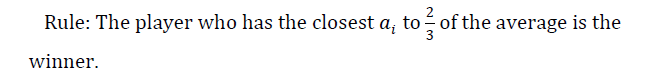 Rule: The player who has the closest aᵢ to 2/3 of the average is the
winner.